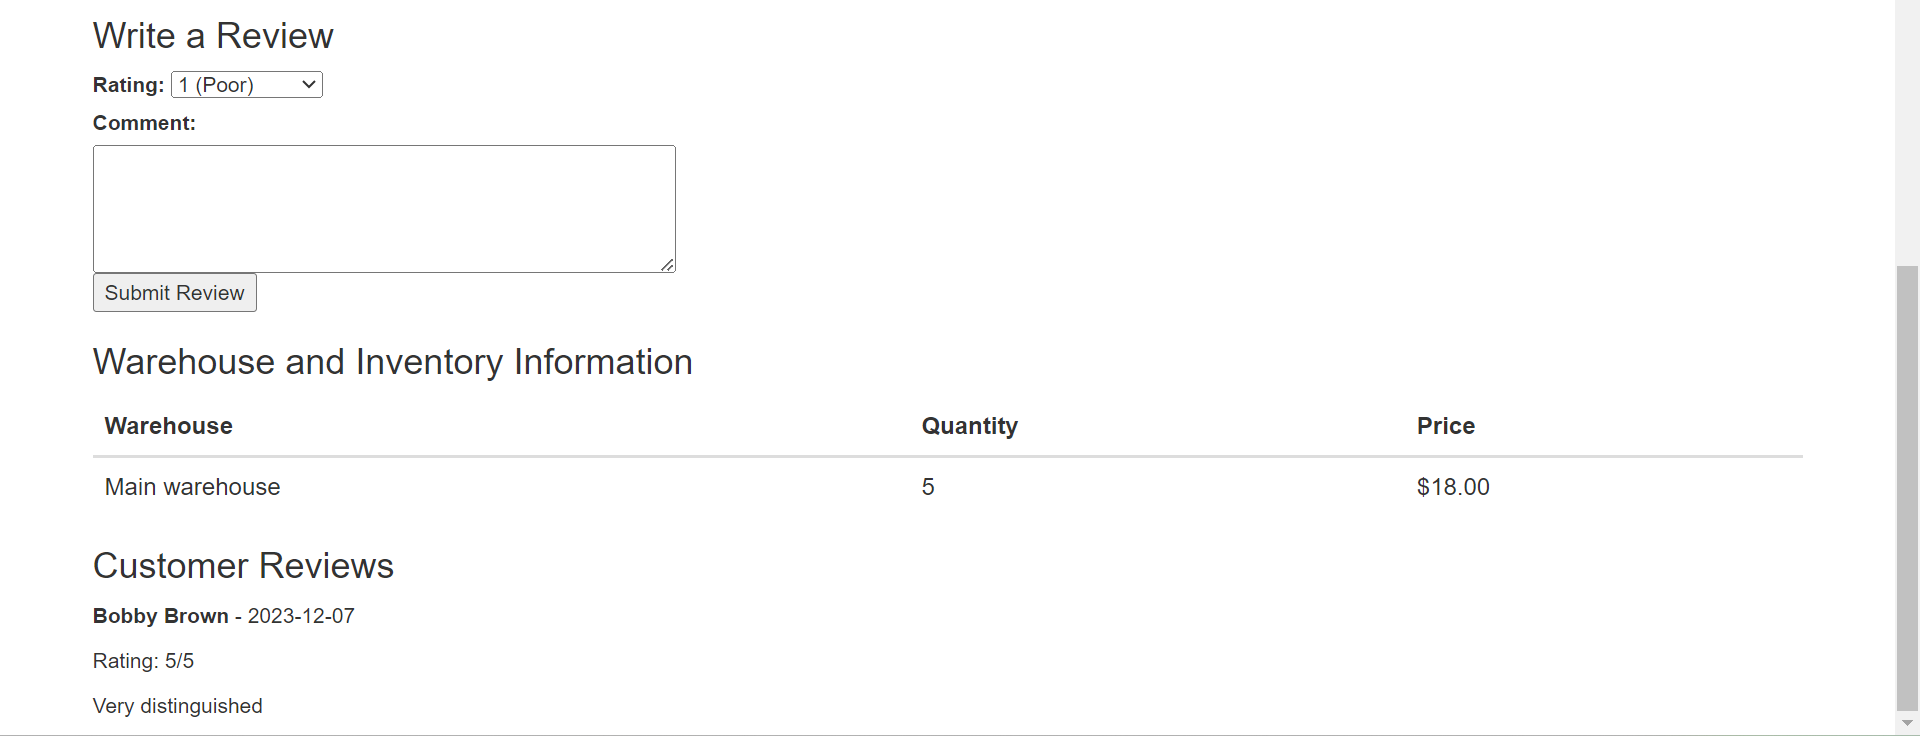 Write a Review
Rating: 1 (Poor)
Comment:
Submit Review
Warehouse and Inventory Information
Warehouse Quantity Price
Main warehouse 5 $18.00
Customer Reviews
Bobby Brown - 2023-12-07
Rating: 5/5
Very distinguished